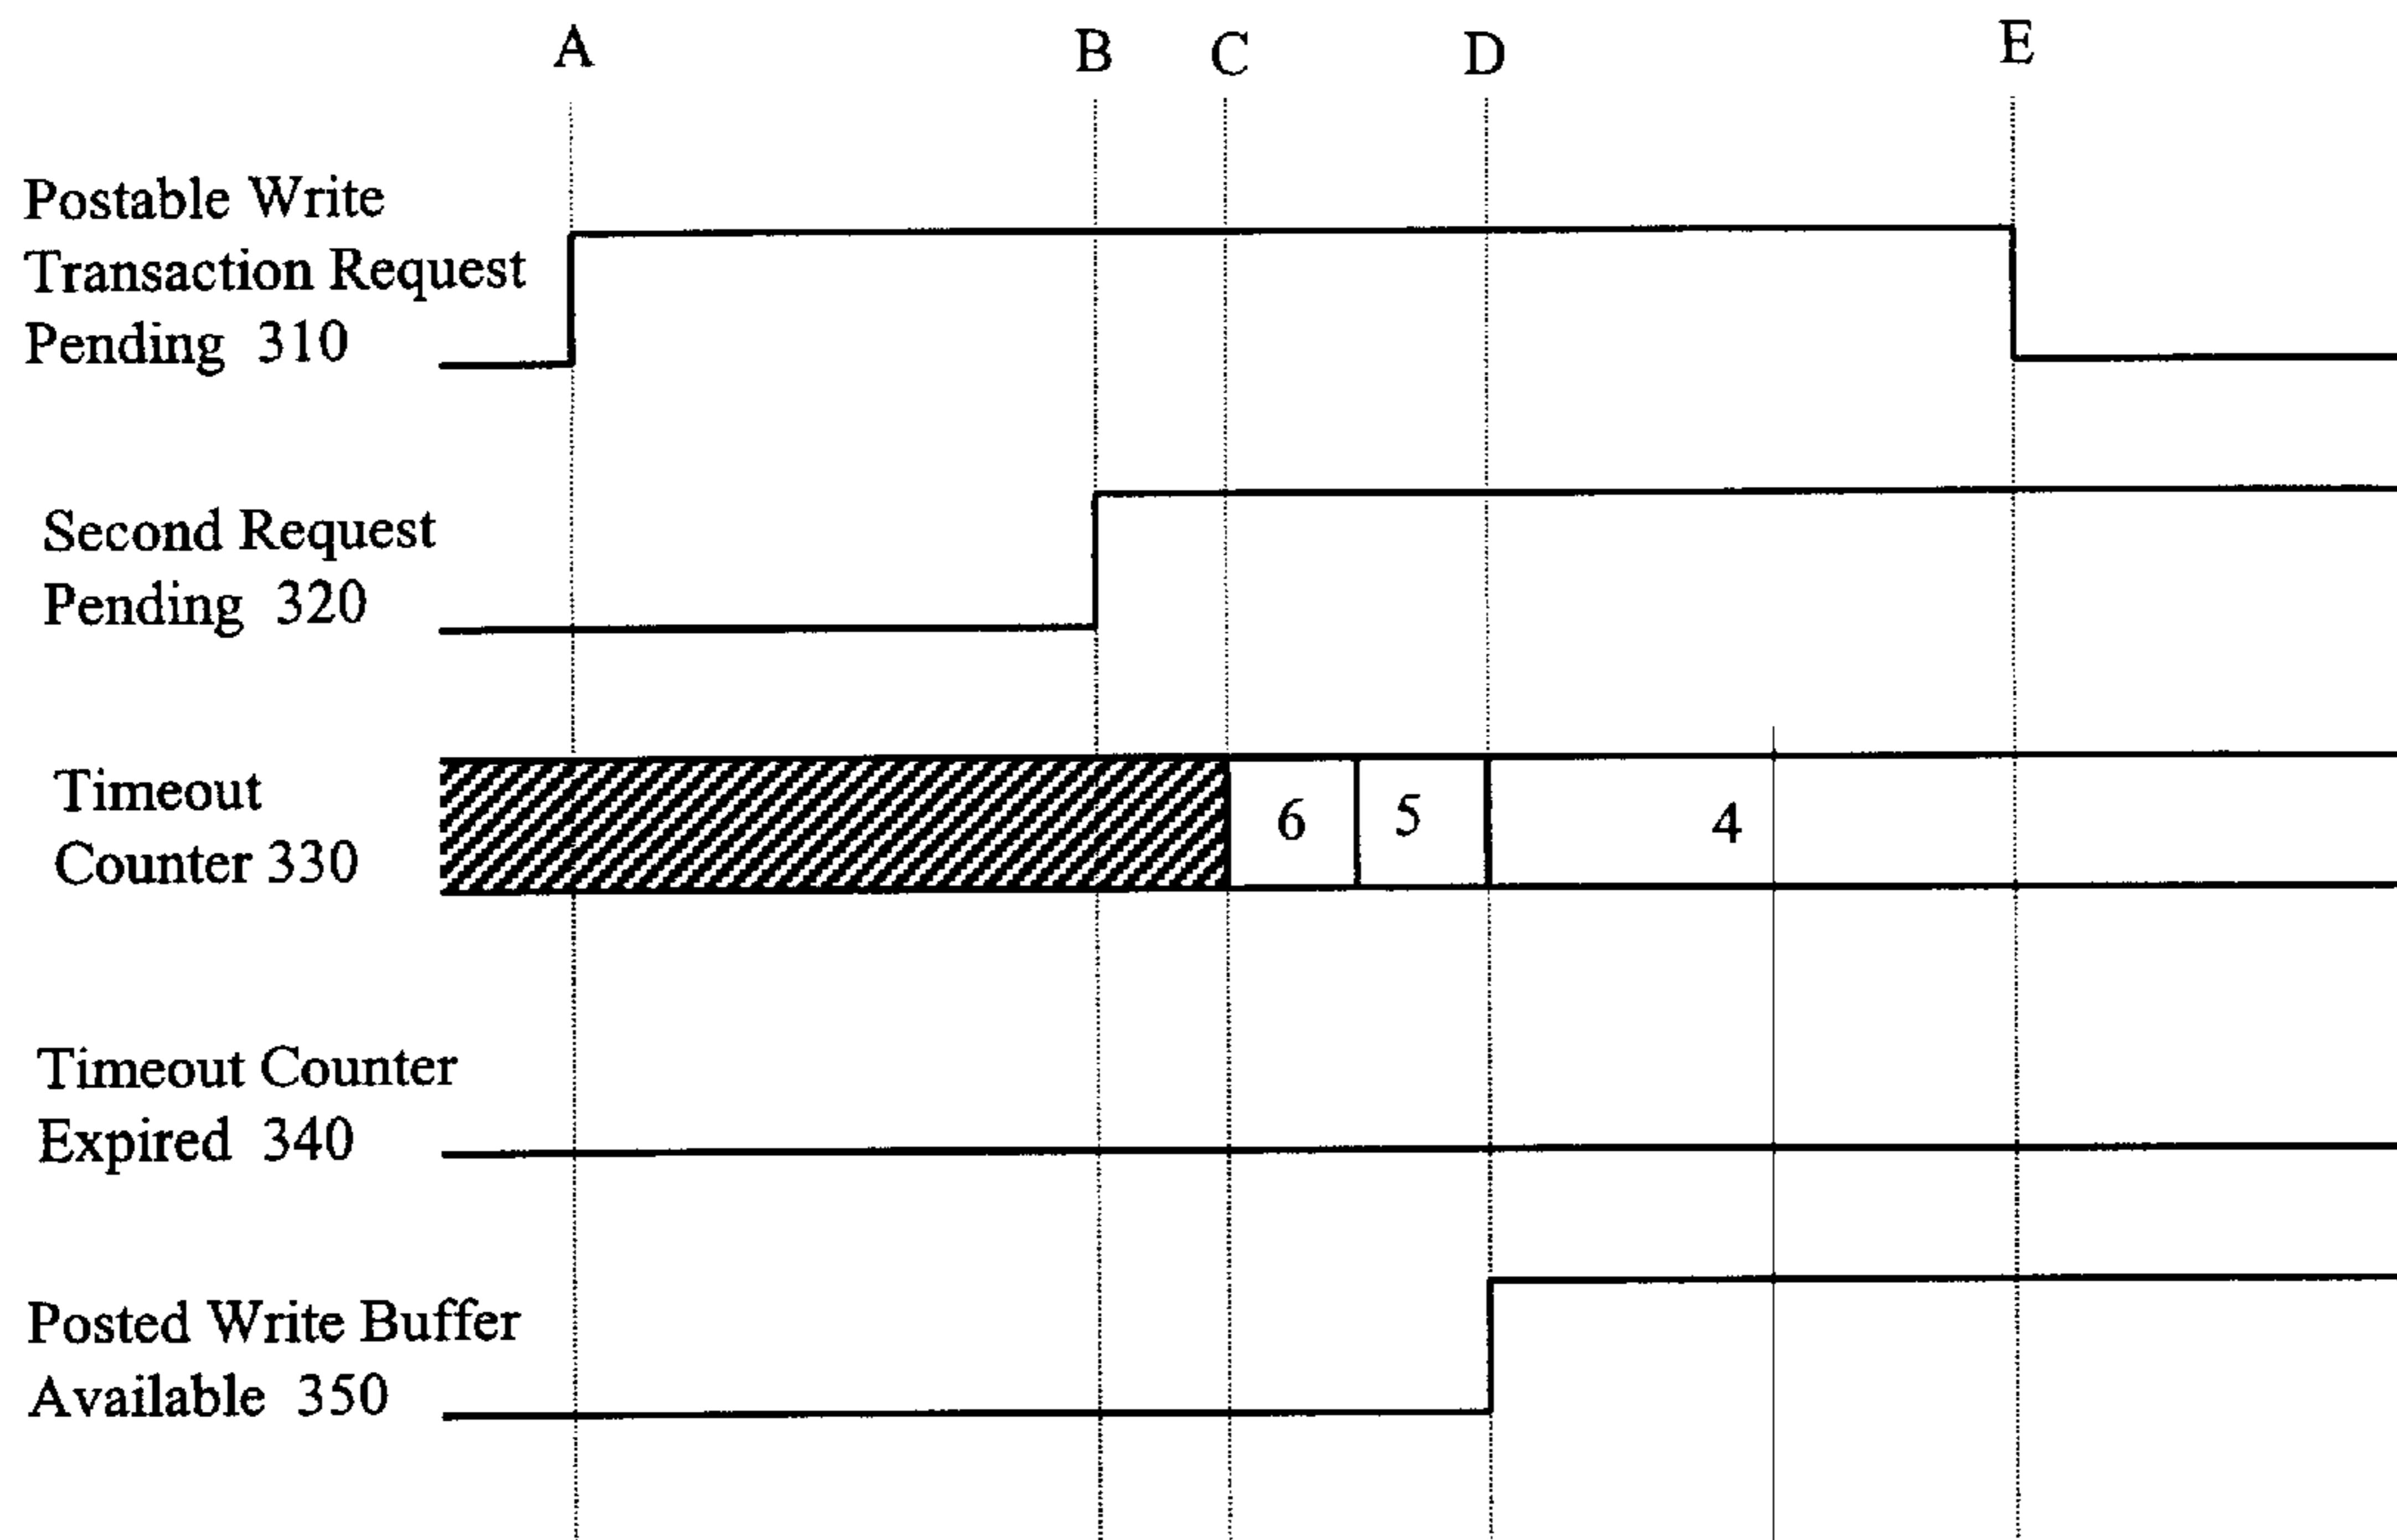 A
B
C
D
E
Postable Write
Transaction Request
Pending 310
Second Request
Pending 320
Timeout
Counter 330
6
5
4
Timeout Counter
Expired 340
Posted Write Buffer
Available 350